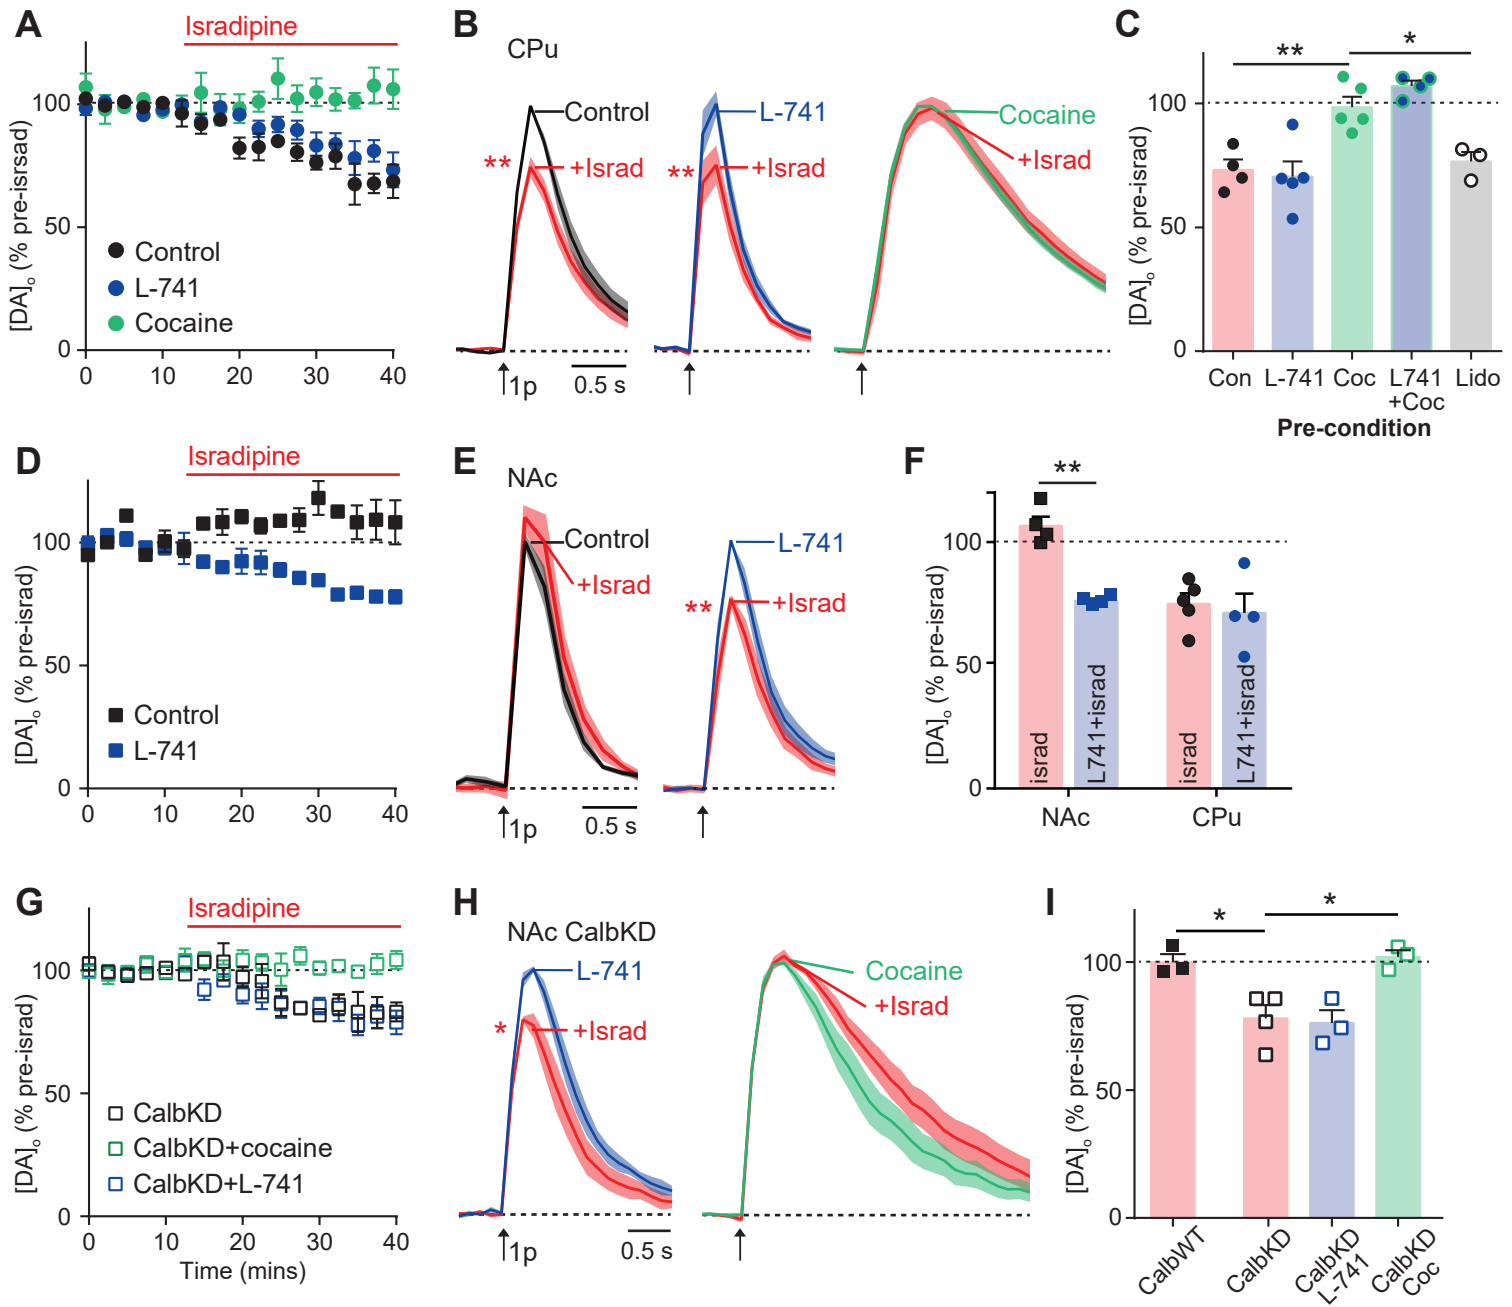 A
Isradipine
[DA]o (% pre-isrsad)
100
50
0
Control
L-741
Cocaine
0 10 20 30 40
B
CPu
Control
**
+Israd
L-741
**
+Israd
Cocaine
+Israd
1p
0.5 s
C
** *
[DA]o (% pre-israd)
100
50
0
Con L-741 Coc L741 Lido
+Coc
Pre-condition
D
Isradipine
[DA]o (% pre-israd)
100
50
0
Control
L-741
0 10 20 30 40
E
NAc
Control
+Israd
L-741
**
+Israd
1p
0.5 s
F
**
[DA]o (% pre-israd)
100
50
0
israd
L741+israd
israd
L741+israd
NAc CPu
G
Isradipine
[DA]o (% pre-israd)
100
50
0
CalbKD
CalbKD+cocaine
CalbKD+L-741
0 10 20 30 40
Time (mins)
H
NAc CalbKD
L-741
*
+Israd
Cocaine
+Israd
1p
0.5 s
I
* *
[DA]o (% pre-israd)
100
50
0
CalbWT
CalbKD
CalbKD
L-741
CalbKD
Coc